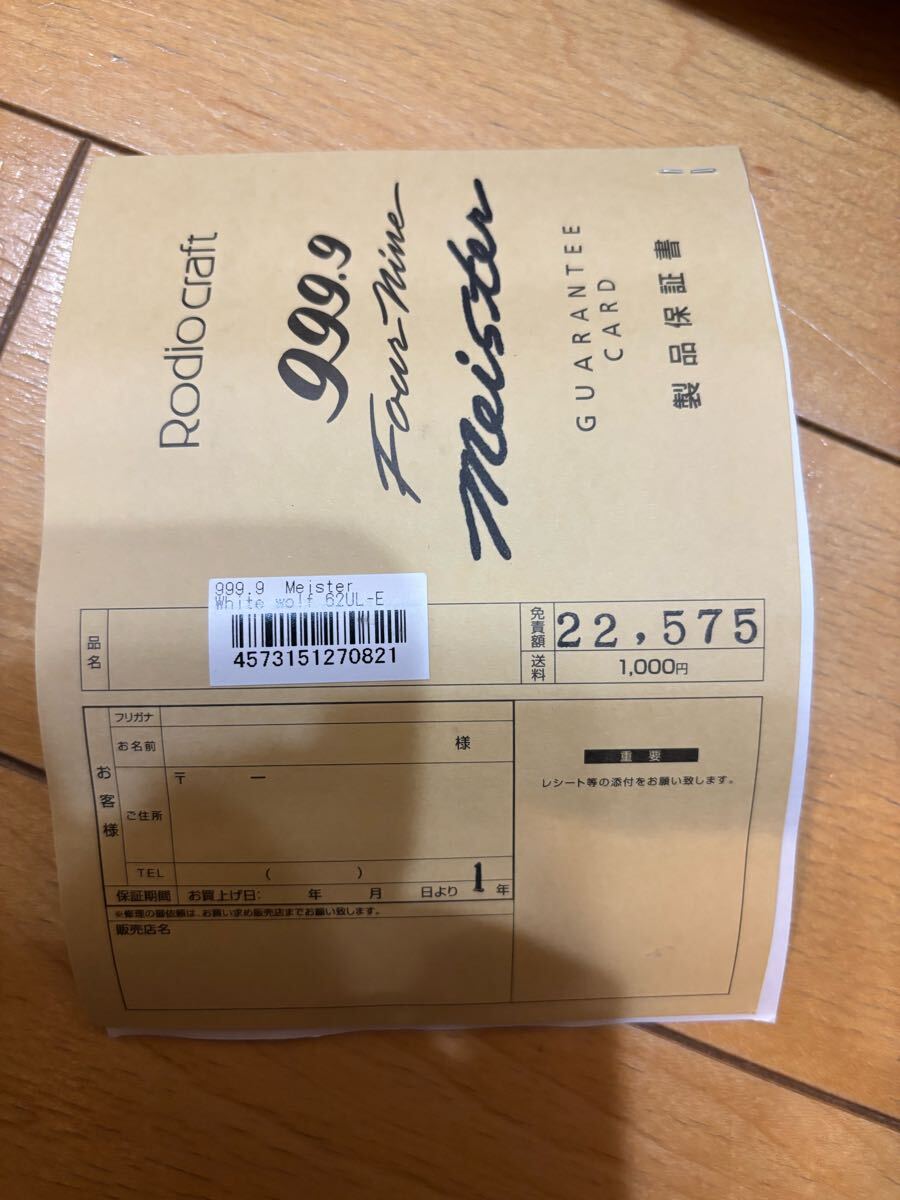 Rodiocraft
999.9
Four Nine
Meister
GUARANTEE
CARD
製品保証書
品名
999.9 Meister
White wolf 62UL-E
4573151270821
免責額
22,575
送料
1,000円
お客様
フリガナ
お名前
様
ご住所
〒 ー
TEL
( )
保証期間
お買上げ日: 年 月 日より 1 年
※修理の御依頼は、お買い求め販売店までお願い致します。
販売店名
重要
レシート等の添付をお願い致します。